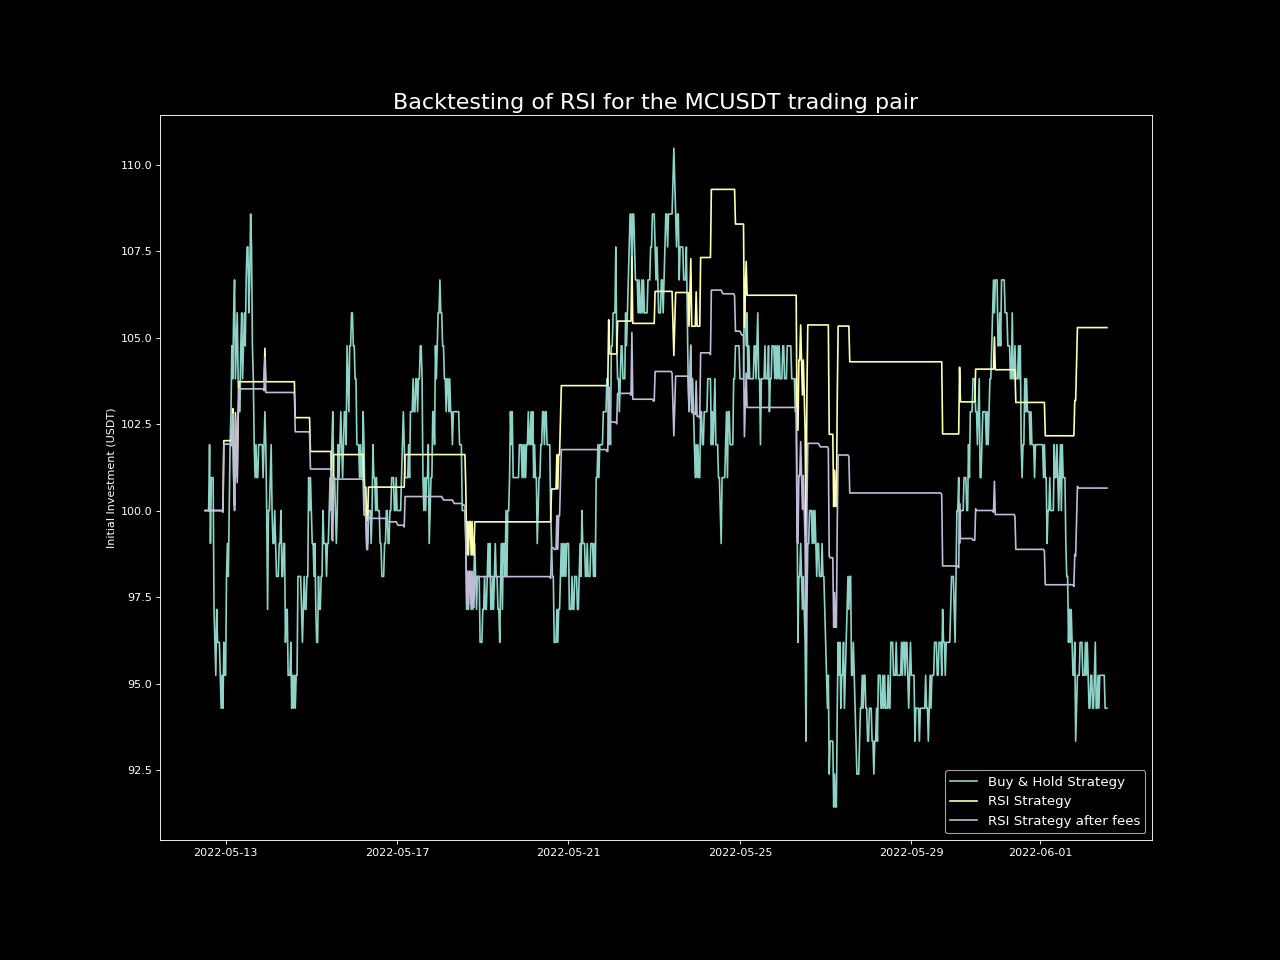 Backtesting of RSI for the MCUSDT trading pair
Initial Investment (USDT)
110.0
107.5
105.0
102.5
100.0
97.5
95.0
92.5
2022-05-13 2022-05-17 2022-05-21 2022-05-25 2022-05-29 2022-06-01
Buy & Hold Strategy
RSI Strategy
RSI Strategy after fees